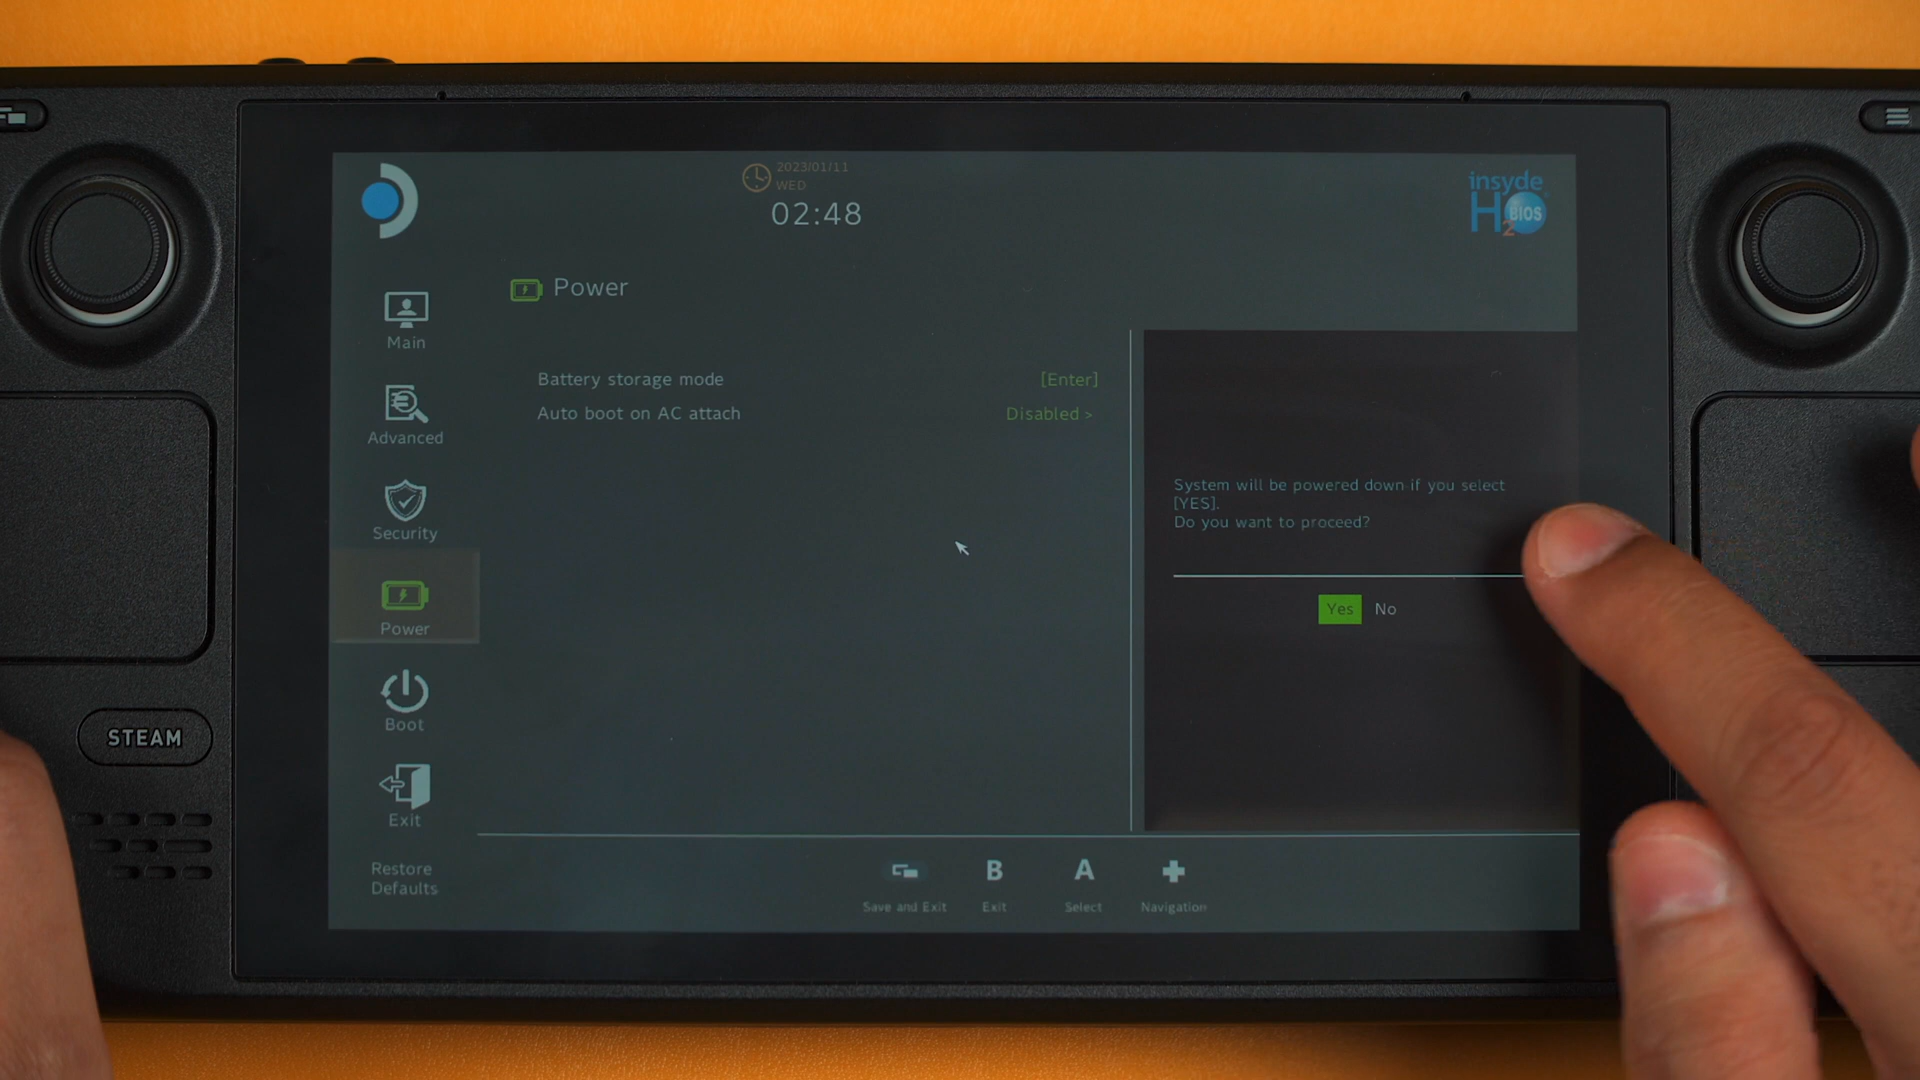 2023/01/11
WED
02:48
insyde
H2O
BIOS
Power
Main
Advanced
Security
Power
Boot
Exit
Restore
Defaults
Battery storage mode [Enter]
Auto boot on AC attach Disabled >
System will be powered down if you select
[YES].
Do you want to proceed?
Yes No
B A
Save and Exit Exit Select Navigation
STEAM